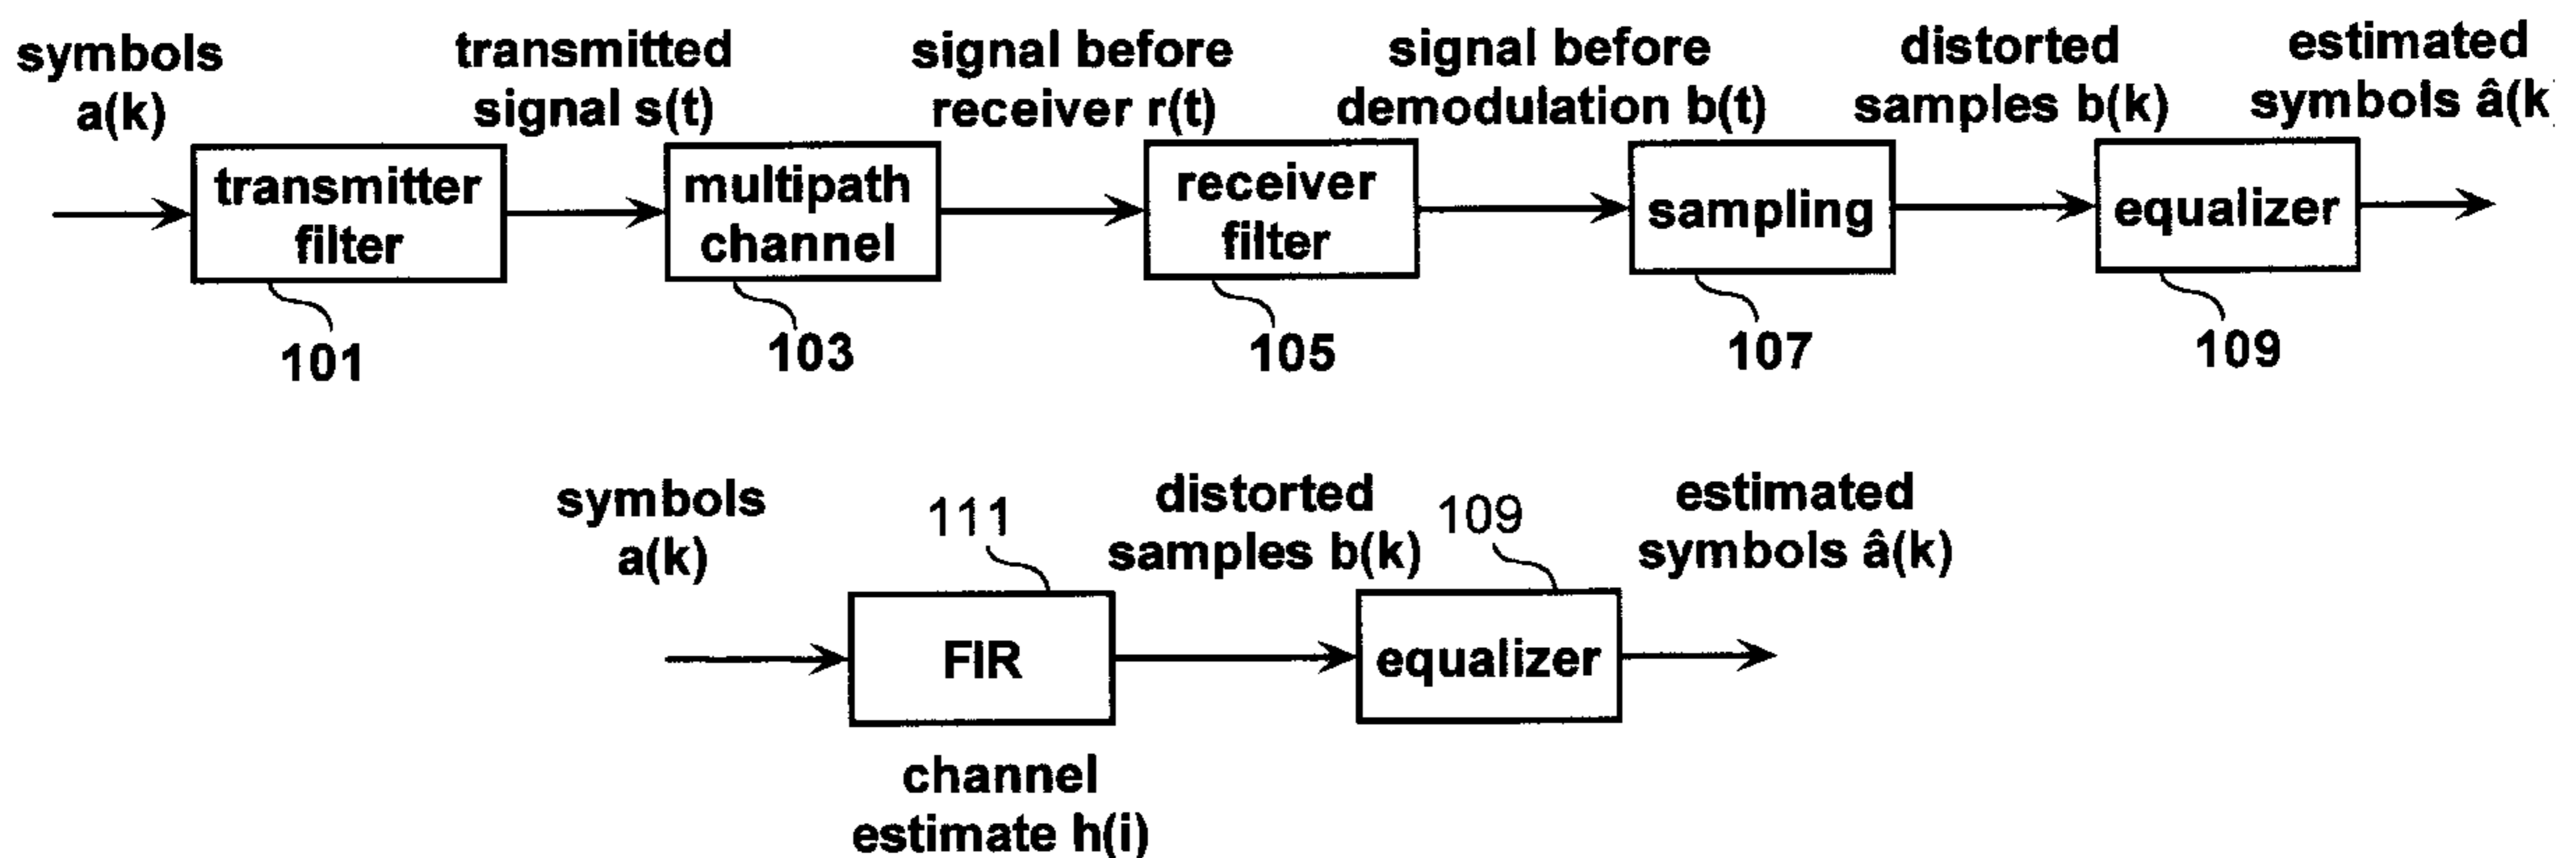 symbols
a(k)
transmitted
signal s(t)
signal before
receiver r(t)
signal before
demodulation b(t)
distorted
samples b(k)
estimated
symbols â(k
transmitter
filter
multipath
channel
receiver
filter
sampling
equalizer
101
103
105
107
109
symbols
a(k)
111
distorted
samples b(k)
109
estimated
symbols â(k)
FIR
equalizer
channel
estimate h(i)